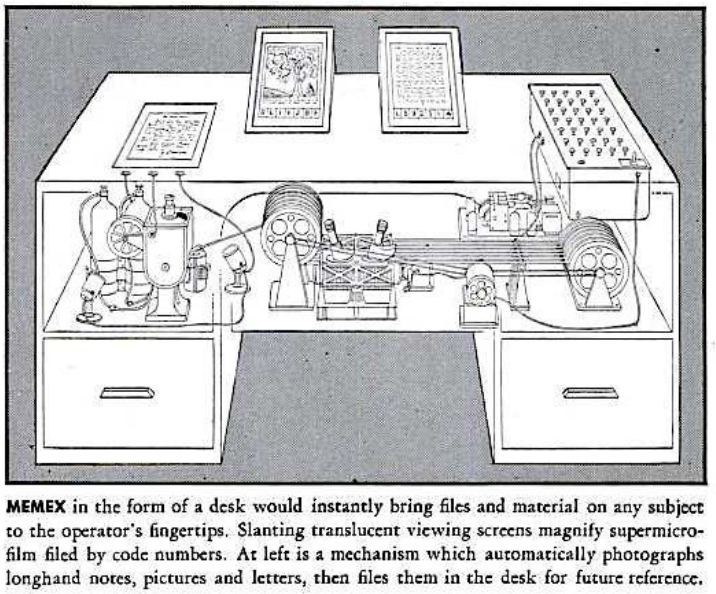 MEMEX in the form of a desk would instantly bring files and material on any subject
to the operator's fingertips. Slanting translucent viewing screens magnify supermicro-
film filed by code numbers. At left is a mechanism which automatically photographs
longhand notes, pictures and letters, then files them in the desk for future reference.